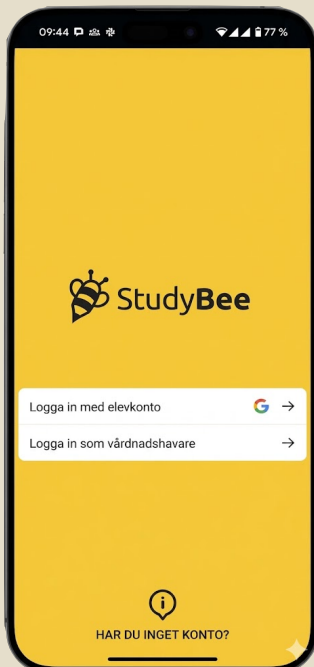 09:44
77 %
StudyBee
Logga in med elevkonto
Logga in som vårdnadshavare
HAR DU INGET KONTO?